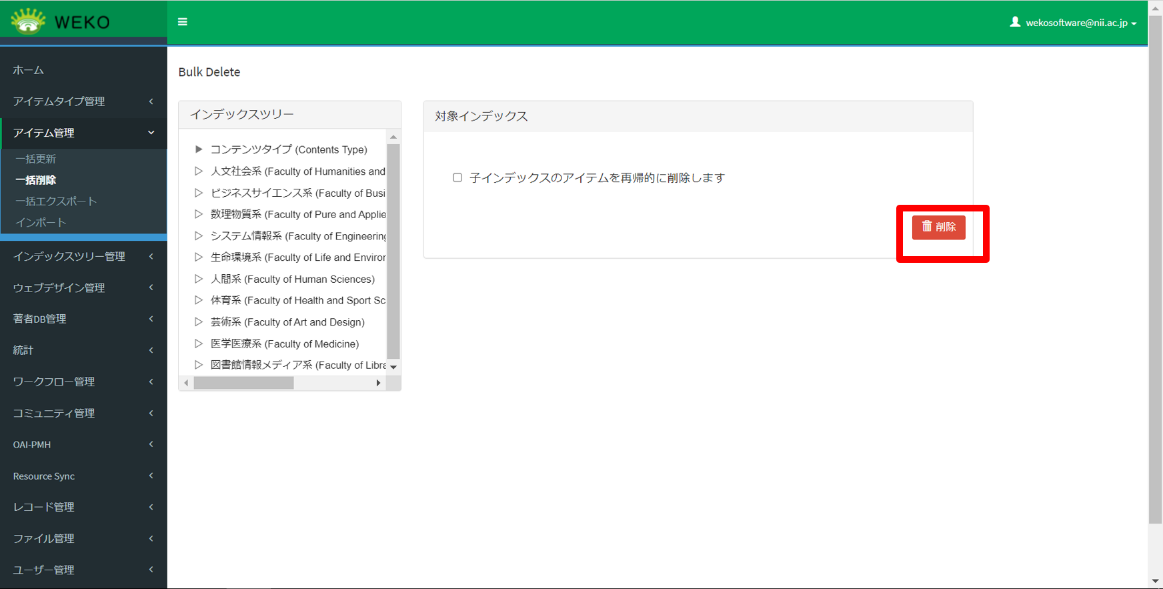 WEKO
wekosoftware@nii.ac.jp
ホーム
アイテムタイプ管理
アイテム管理
一括更新
一括削除
一括エクスポート
インポート
インデックスツリー管理
ウェブデザイン管理
著者DB管理
統計
ワークフロー管理
コミュニティ管理
OAI-PMH
Resource Sync
レコード管理
ファイル管理
ユーザー管理
Bulk Delete
インデックスツリー
コンテンツタイプ (Contents Type)
人文社会系 (Faculty of Humanities and
ビジネスサイエンス系 (Faculty of Busi
数理物質系 (Faculty of Pure and Applie
システム情報系 (Faculty of Engineering
生命環境系 (Faculty of Life and Enviror
人間系 (Faculty of Human Sciences)
体育系 (Faculty of Health and Sport Sc
芸術系 (Faculty of Art and Design)
医学医療系 (Faculty of Medicine)
図書館情報メディア系 (Faculty of Libra
対象インデックス
子インデックスのアイテムを再帰的に削除します
削除